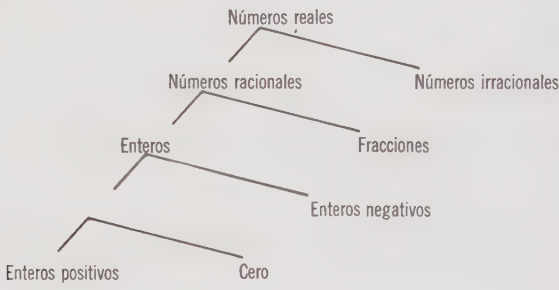 Números reales
Números racionales
Números irracionales
Enteros
Fracciones
Enteros negativos
Enteros positivos
Cero